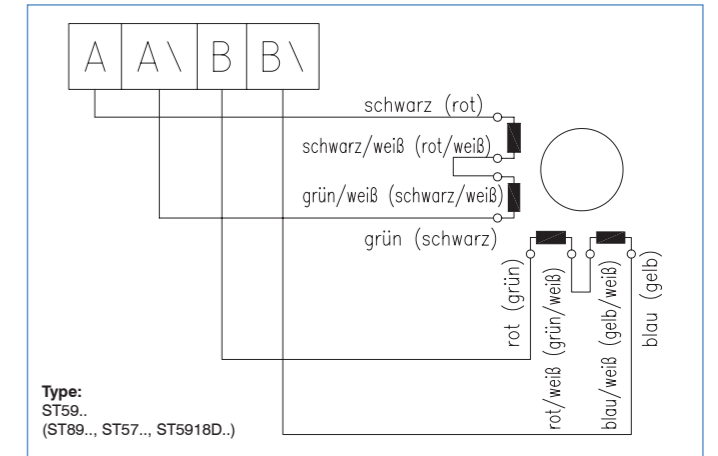 A A\ B B\
schwarz (rot)
schwarz/weiß (rot/weiß)
grün/weiß (schwarz/weiß)
grün (schwarz)
rot (grün)
rot/weiß (grün/weiß)
blau/weiß (gelb/weiß)
blau (gelb)
Type:
ST59..
(ST89.., ST57.., ST5918D..)